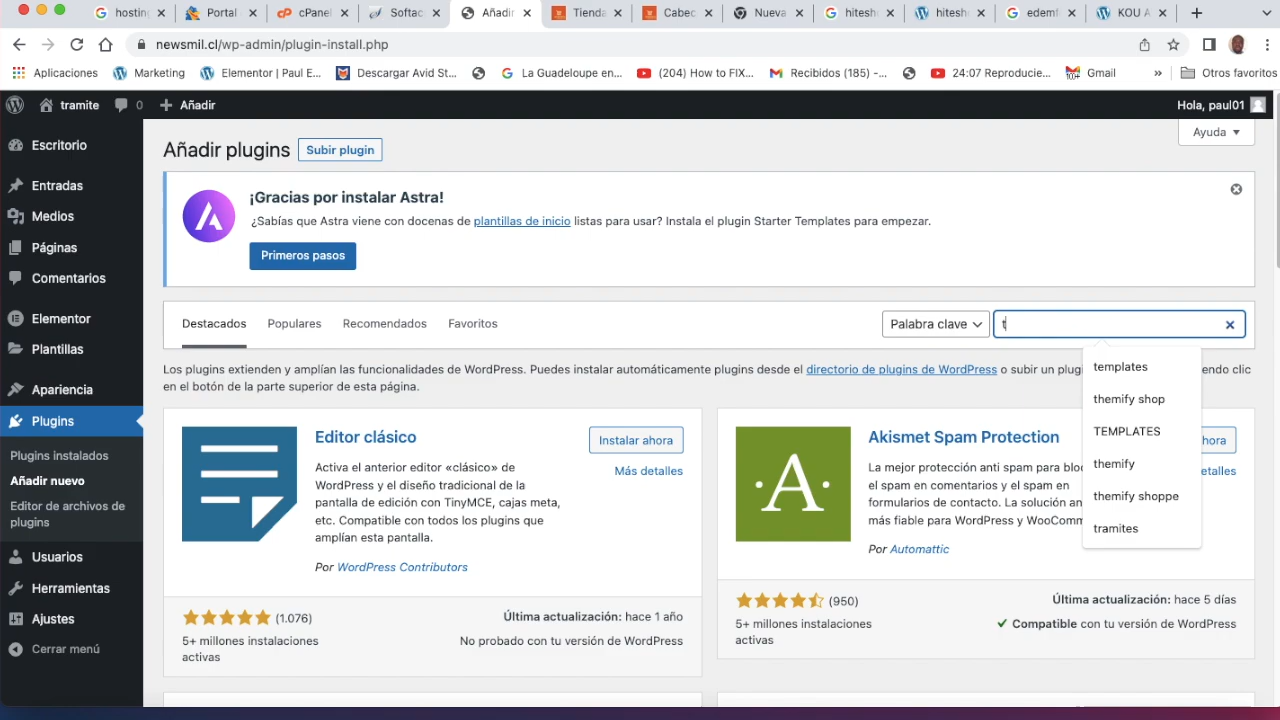 hosting
Portal
cPanel
Softac
Añadir
Tienda
Cabec
Nueva
hitesh
hitesh
edemf
KOU A
newsmil.cl/wp-admin/plugin-install.php
Aplicaciones
Marketing
Elementor | Paul E...
Descargar Avid St...
La Guadeloupe en...
(204) How to FIX...
Recibidos (185) -...
24:07 Reproducie...
Gmail
»
Otros favoritos
tramite
0
Añadir
Hola, paul01
Escritorio
Entradas
Medios
Páginas
Comentarios
Elementor
Plantillas
Apariencia
Plugins
Plugins instalados
Añadir nuevo
Editor de archivos de
plugins
Usuarios
Herramientas
Ajustes
Cerrar menú
Ayuda
Añadir plugins
Subir plugin
¡Gracias por instalar Astra!
¿Sabías que Astra viene con docenas de plantillas de inicio listas para usar? Instala el plugin Starter Templates para empezar.
Primeros pasos
Destacados
Populares
Recomendados
Favoritos
Palabra clave
t
templates
themify shop
TEMPLATES
themify
themify shoppe
tramites
Los plugins extienden y amplían las funcionalidades de WordPress. Puedes instalar automáticamente plugins desde el directorio de plugins de WordPress o subir un plug endo clic
en el botón de la parte superior de esta página.
Editor clásico
Instalar ahora
Más detalles
Activa el anterior editor «clásico» de
WordPress y el diseño tradicional de la
pantalla de edición con TinyMCE, cajas meta,
etc. Compatible con todos los plugins que
amplían esta pantalla.
Por WordPress Contributors
(1.076)
5+ millones instalaciones
activas
Última actualización: hace 1 año
No probado con tu versión de WordPress
A
Akismet Spam Protection
hora
etalles
La mejor protección anti spam para bloc
el spam en comentarios y el spam en
formularios de contacto. La solución an
más fiable para WordPress y WooComm
Por Automattic
(950)
5+ millones instalaciones
activas
Última actualización: hace 5 días
Compatible con tu versión de WordPress